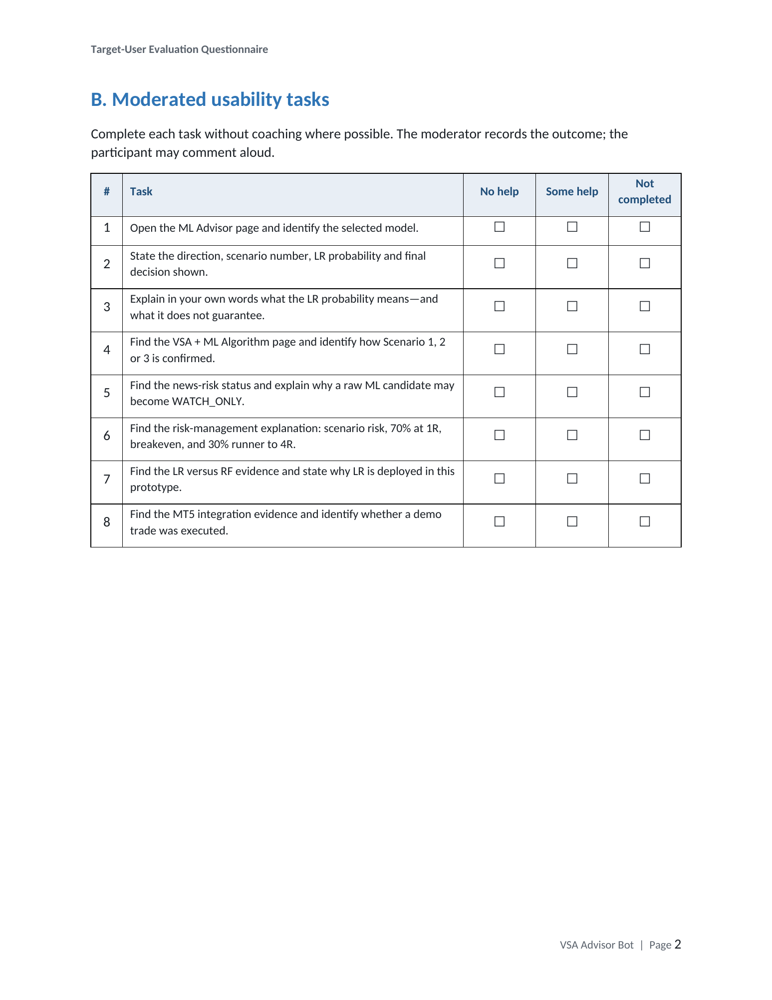 Target-User Evaluation Questionnaire
B. Moderated usability tasks
Complete each task without coaching where possible. The moderator records the outcome; the
participant may comment aloud.
# Task No help Some help Not completed
1 Open the ML Advisor page and identify the selected model. ☐ ☐ ☐
2 State the direction, scenario number, LR probability and final
decision shown. ☐ ☐ ☐
3 Explain in your own words what the LR probability means—and
what it does not guarantee. ☐ ☐ ☐
4 Find the VSA + ML Algorithm page and identify how Scenario 1, 2
or 3 is confirmed. ☐ ☐ ☐
5 Find the news-risk status and explain why a raw ML candidate may
become WATCH_ONLY. ☐ ☐ ☐
6 Find the risk-management explanation: scenario risk, 70% at 1R,
breakeven, and 30% runner to 4R. ☐ ☐ ☐
7 Find the LR versus RF evidence and state why LR is deployed in this
prototype. ☐ ☐ ☐
8 Find the MT5 integration evidence and identify whether a demo
trade was executed. ☐ ☐ ☐
VSA Advisor Bot | Page 2